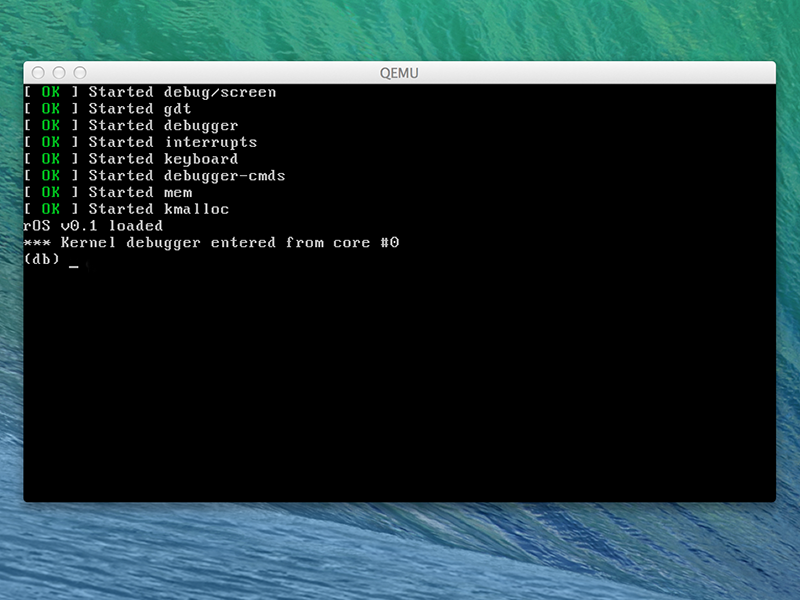 QEMU
[ OK ] Started debug/screen
[ OK ] Started gdt
[ OK ] Started debugger
[ OK ] Started interrupts
[ OK ] Started keyboard
[ OK ] Started debugger-cmds
[ OK ] Started mem
[ OK ] Started kmalloc
rOS v0.1 loaded
*** Kernel debugger entered from core #0
(db) _